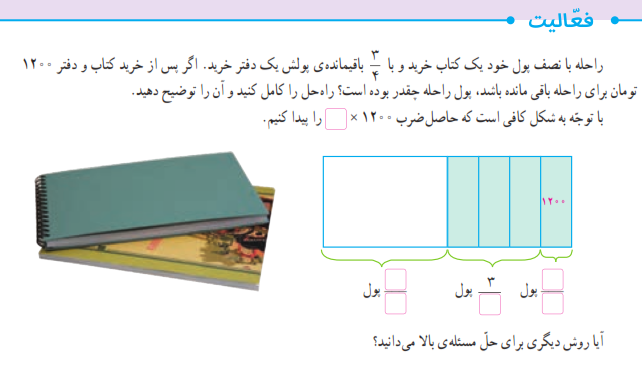 فعّالیت
راحله با نصف پول خود یک کتاب خرید و با ۳/۴ باقیمانده‌ی پولش یک دفتر خرید. اگر پس از خرید کتاب و دفتر ۱۲۰۰
تومان برای راحله باقی مانده باشد، پول راحله چقدر بوده است؟ راه‌حل را کامل کنید و آن را توضیح دهید.
با توجّه به شکل کافی است که حاصل‌ضرب ۱۲۰۰ × □ را پیدا کنیم.
۱۲۰۰
□/□ پول ۳/□ پول □/□ پول
آیا روش دیگری برای حلّ مسئله‌ی بالا می‌دانید؟